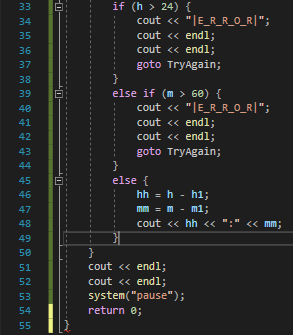 33 if (h > 24) {
34 cout << "|E_R_R_O_R|";
35 cout << endl;
36 cout << endl;
37 goto TryAgain;
38 }
39 else if (m > 60) {
40 cout << "|E_R_R_O_R|";
41 cout << endl;
42 cout << endl;
43 goto TryAgain;
44 }
45 else {
46 hh = h - h1;
47 mm = m - m1;
48 cout << hh << ":" << mm;
49 }
50 }
51 cout << endl;
52 cout << endl;
53 system("pause");
54 return 0;
55 }